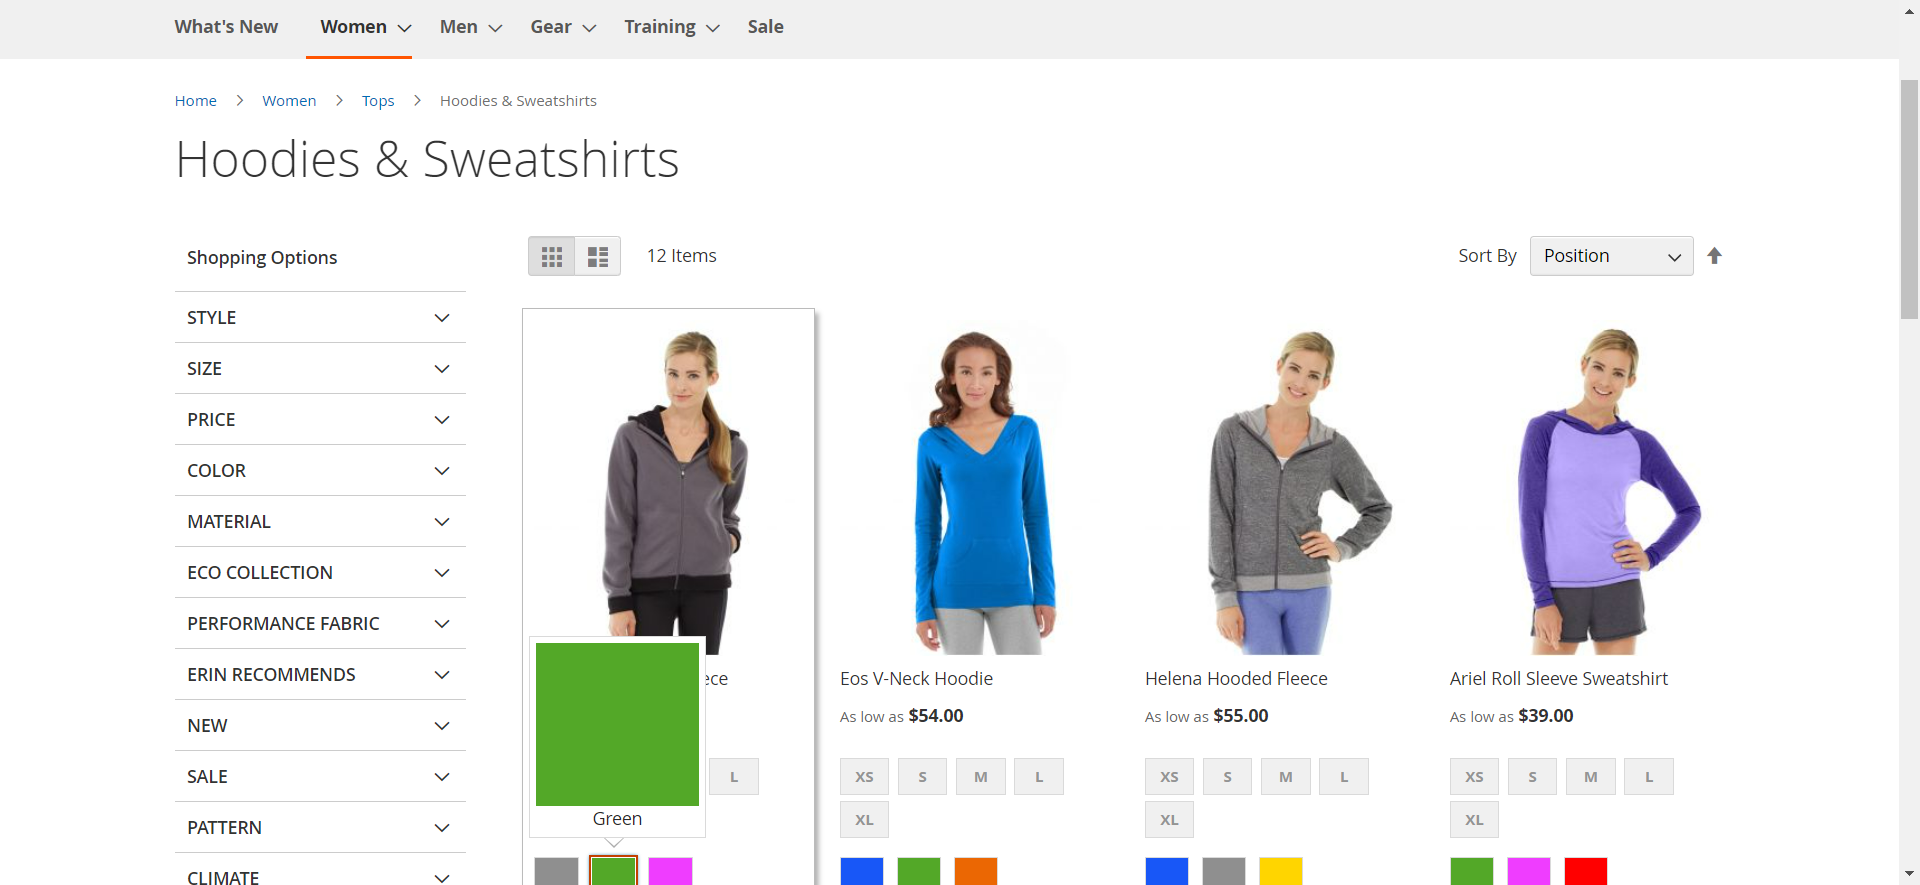 What's New Women Men Gear Training Sale
Home Women Tops Hoodies & Sweatshirts
Hoodies & Sweatshirts
Shopping Options
STYLE
SIZE
PRICE
COLOR
MATERIAL
ECO COLLECTION
PERFORMANCE FABRIC
ERIN RECOMMENDS
NEW
SALE
PATTERN
CLIMATE
12 Items
Sort By Position
Green
L
Eos V-Neck Hoodie
As low as $54.00
XS S M L
XL
Helena Hooded Fleece
As low as $55.00
XS S M L
XL
Ariel Roll Sleeve Sweatshirt
As low as $39.00
XS S M L
XL